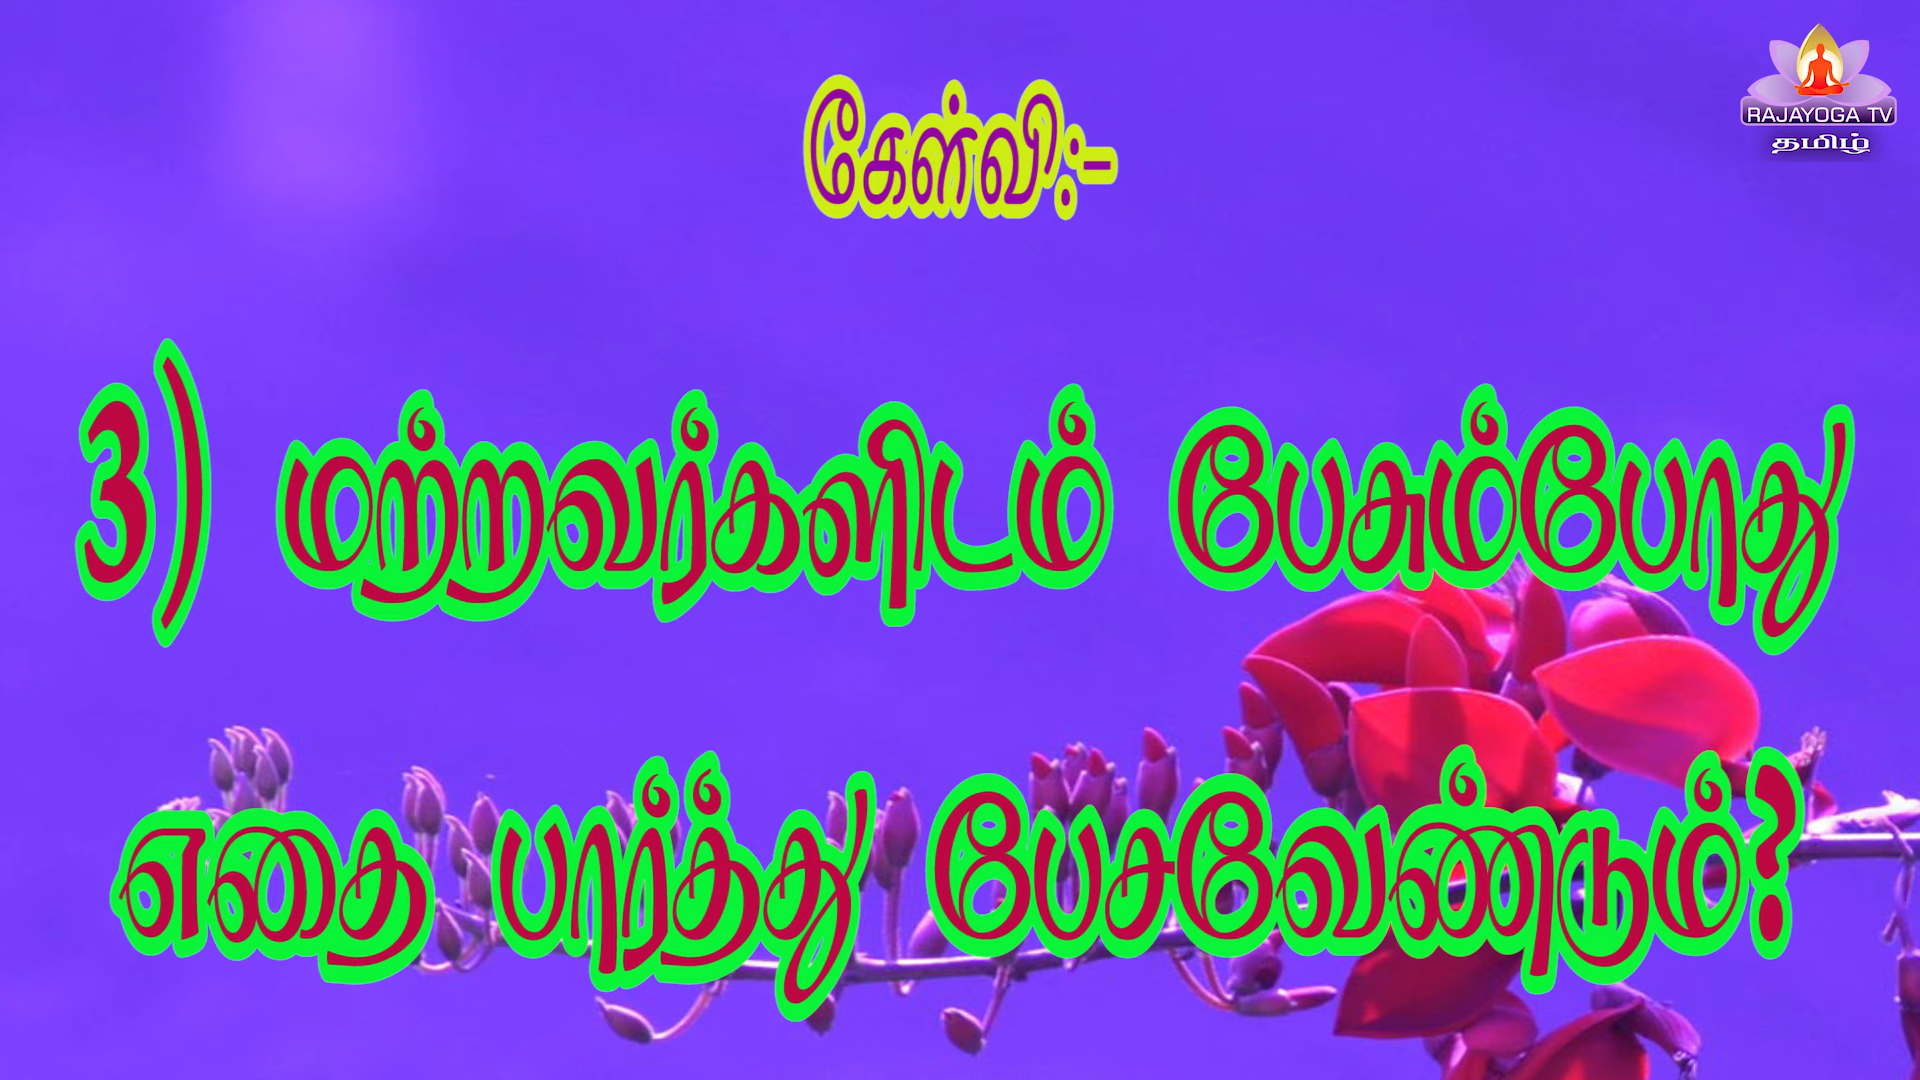 RAJAYOGA TV
தமிழ்
கேள்வி:-
3) மற்றவர்களிடம் பேசும்போது
எதை பார்த்து பேசவேண்டும்?